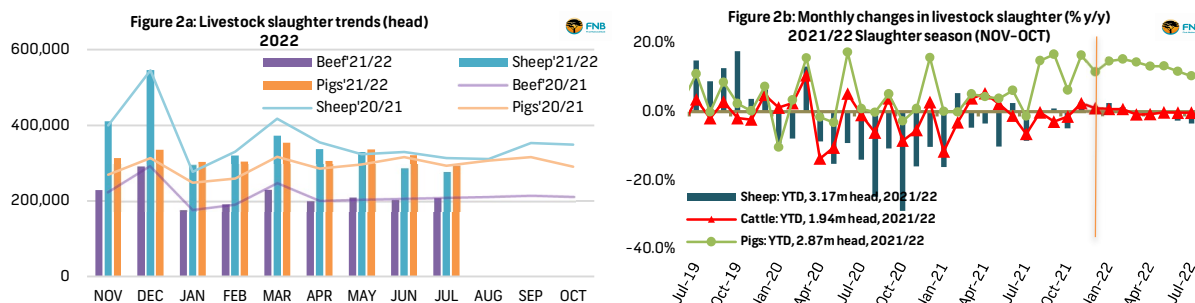 Figure 2a: Livestock slaughter trends (head)
2022
FNB
600,000
400,000
200,000
0
Beef'21/22
Sheep'21/22
Pigs'21/22
Beef'20/21
Sheep'20/21
Pigs'20/21
NOV DEC JAN FEB MAR APR MAY JUN JUL AUG SEP OCT
Figure 2b: Monthly changes in livestock slaughter (% y/y)
2021/22 Slaughter season (NOV–OCT)
FNB
20.0%
0.0%
-20.0%
-40.0%
Sheep: YTD, 3.17m head, 2021/22
Cattle: YTD, 1.94m head, 2021/22
Pigs: YTD, 2.87m head, 2021/22
Jul-19 Oct-19 Jan-20 Apr-20 Jul-20 Oct-20 Jan-21 Apr-21 Jul-21 Oct-21 Jan-22 Apr-22 Jul-22